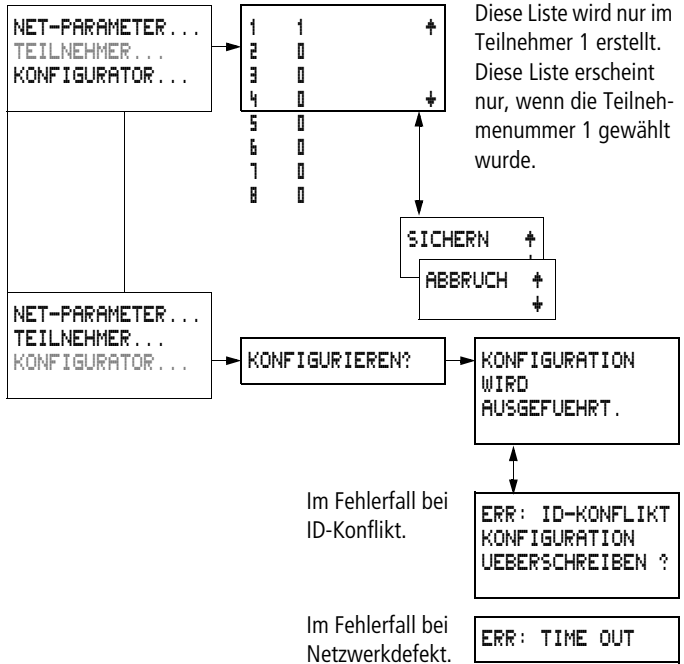 NET-PARAMETER...
TEILNEHMER...
KONFIGURATOR...
1 1
2 0
3 0
4 0
5 0
6 0
7 0
8 0
Diese Liste wird nur im
Teilnehmer 1 erstellt.
Diese Liste erscheint
nur, wenn die Teilneh-
menummer 1 gewählt
wurde.
SICHERN
ABBRUCH
NET-PARAMETER...
TEILNEHMER...
KONFIGURATOR...
KONFIGURIEREN?
KONFIGURATION
WIRD
AUSGEFUEHRT.
Im Fehlerfall bei
ID-Konflikt.
ERR: ID-KONFLIKT
KONFIGURATION
UEBERSCHREIBEN ?
Im Fehlerfall bei
Netzwerkdefekt.
ERR: TIME OUT